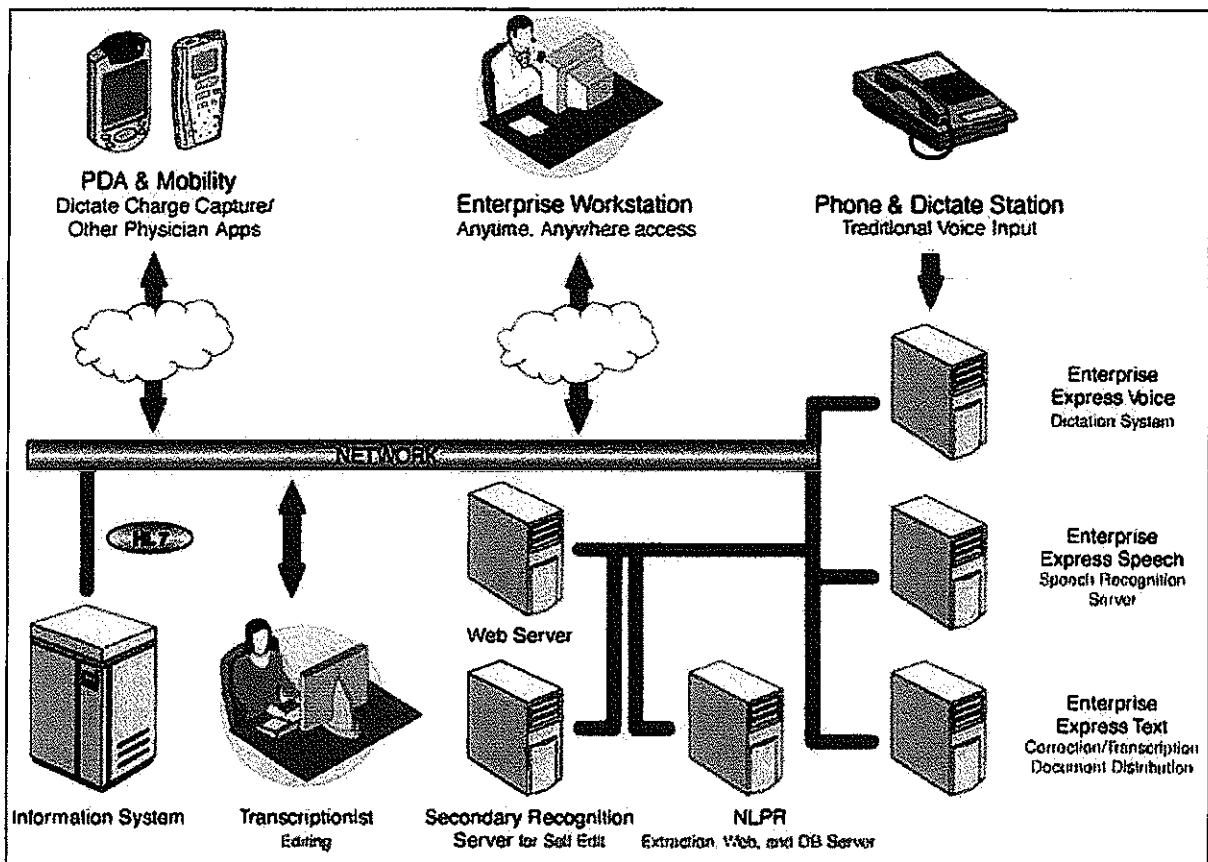 PDA & Mobility
Dictate Charge Capture/
Other Physician Apps
Enterprise Workstation
Anytime, Anywhere access
Phone & Dictate Station
Traditional Voice Input
Enterprise
Express Voice
Dictation System
NETWORK
HL7
Enterprise
Express Speech
Speech Recognition
Server
Web Server
Enterprise
Express Text
Correction/Transcription
Document Distribution
Information System
Transcriptionist
Editing
Secondary Recognition
Server for Self Edit
NLPR
Extraction, Web, and DB Server